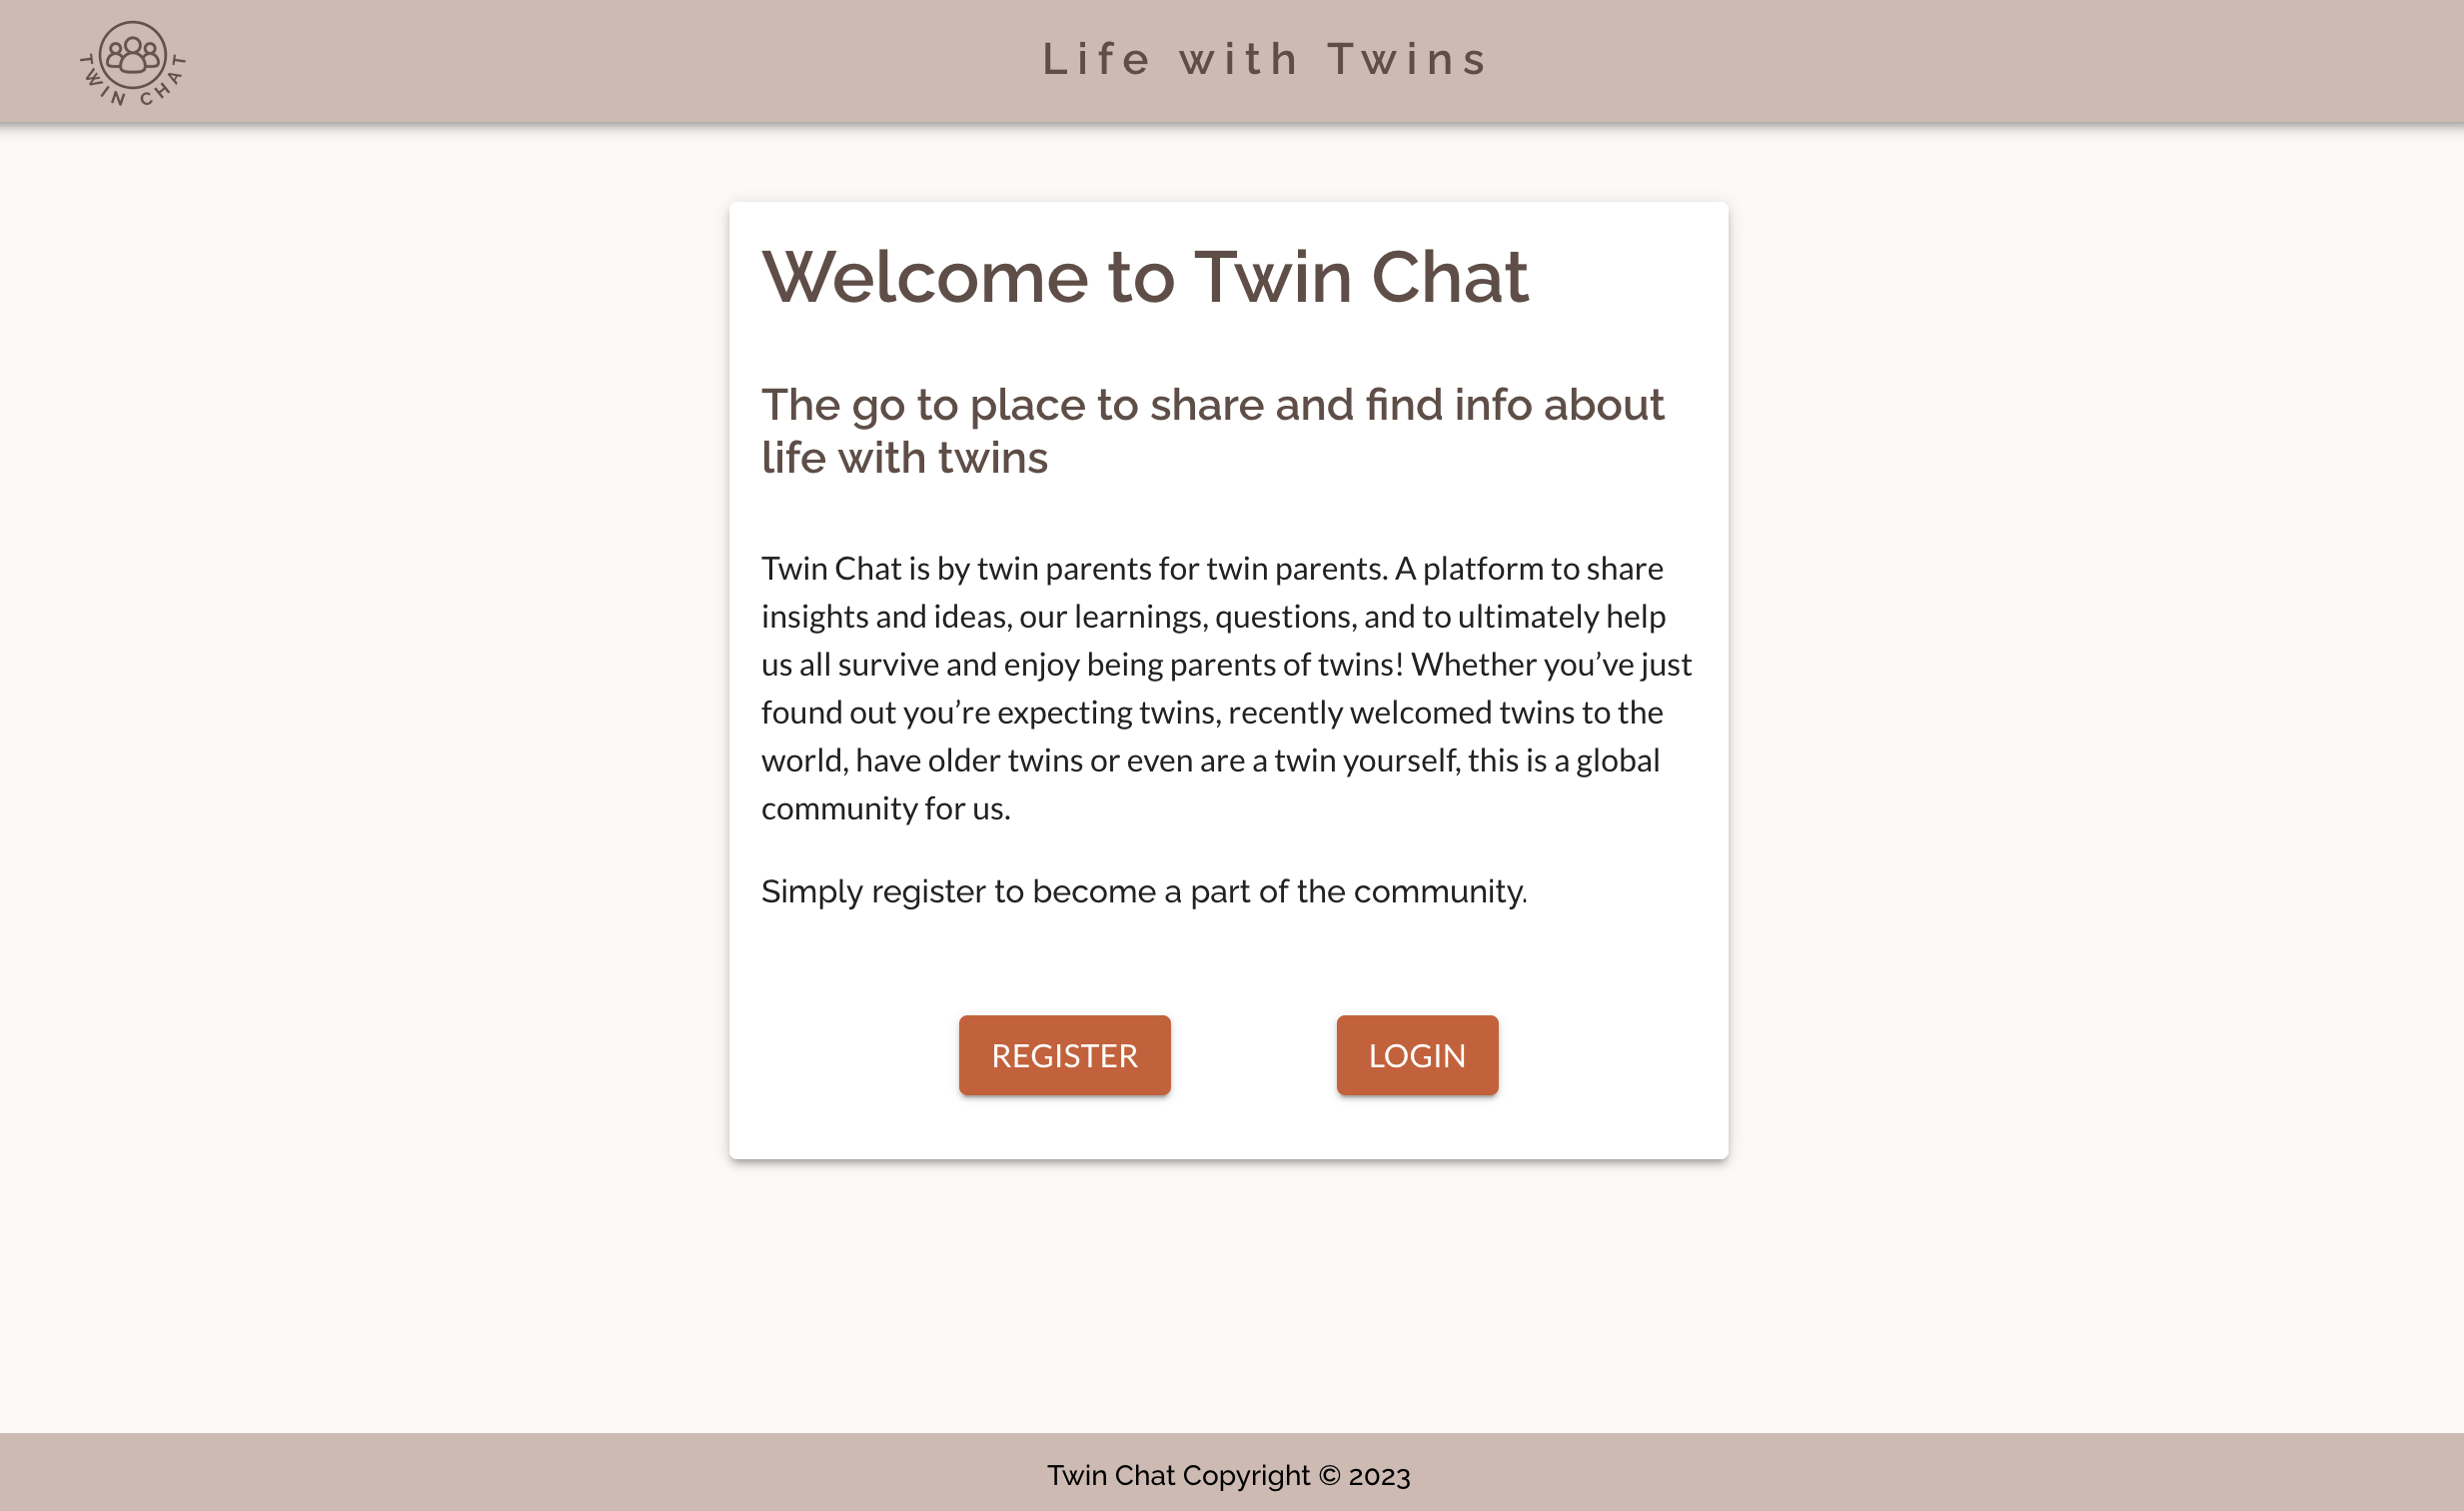 TWIN CHAT
Life with Twins
Welcome to Twin Chat
The go to place to share and find info about
life with twins
Twin Chat is by twin parents for twin parents. A platform to share
insights and ideas, our learnings, questions, and to ultimately help
us all survive and enjoy being parents of twins! Whether you’ve just
found out you’re expecting twins, recently welcomed twins to the
world, have older twins or even are a twin yourself, this is a global
community for us.
Simply register to become a part of the community.
REGISTER LOGIN
Twin Chat Copyright © 2023